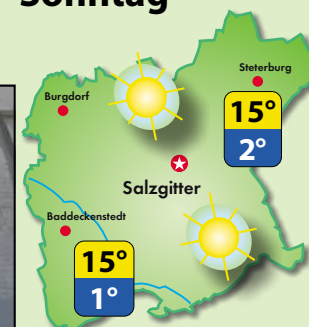 Sonntag
Steterburg
Burgdorf
15°
2°
Salzgitter
Baddeckenstedt
15°
1°